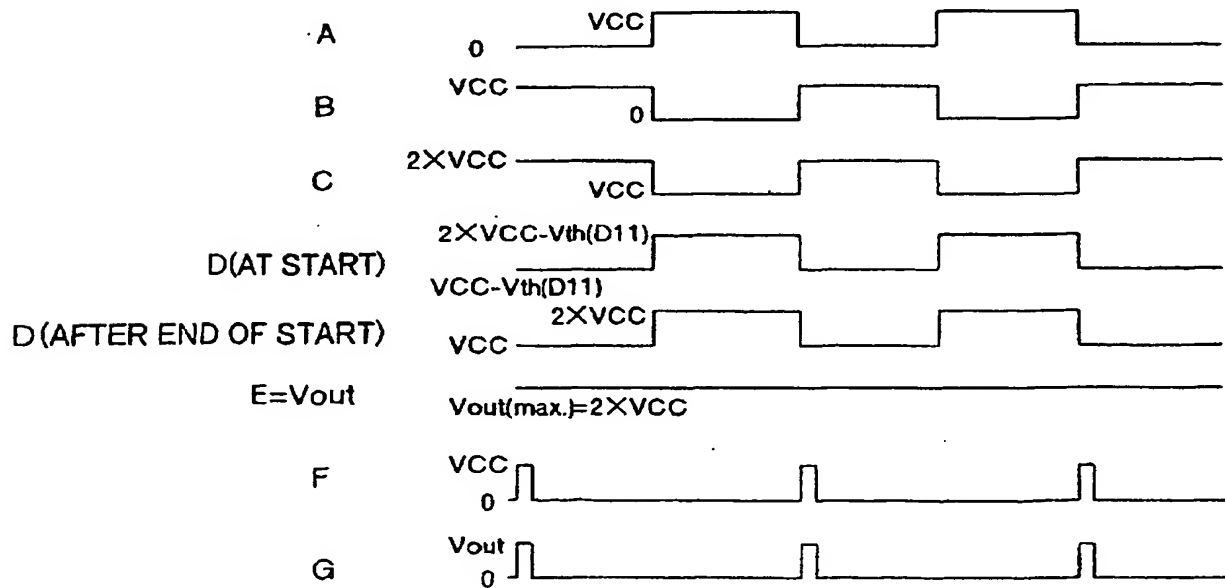 A
VCC
0
B
VCC
0
C
2×VCC
VCC
D(AT START)
2×VCC-Vth(D11)
VCC-Vth(D11)
D(AFTER END OF START)
2×VCC
VCC
E=Vout
Vout(max.)=2×VCC
F
VCC
0
G
Vout
0